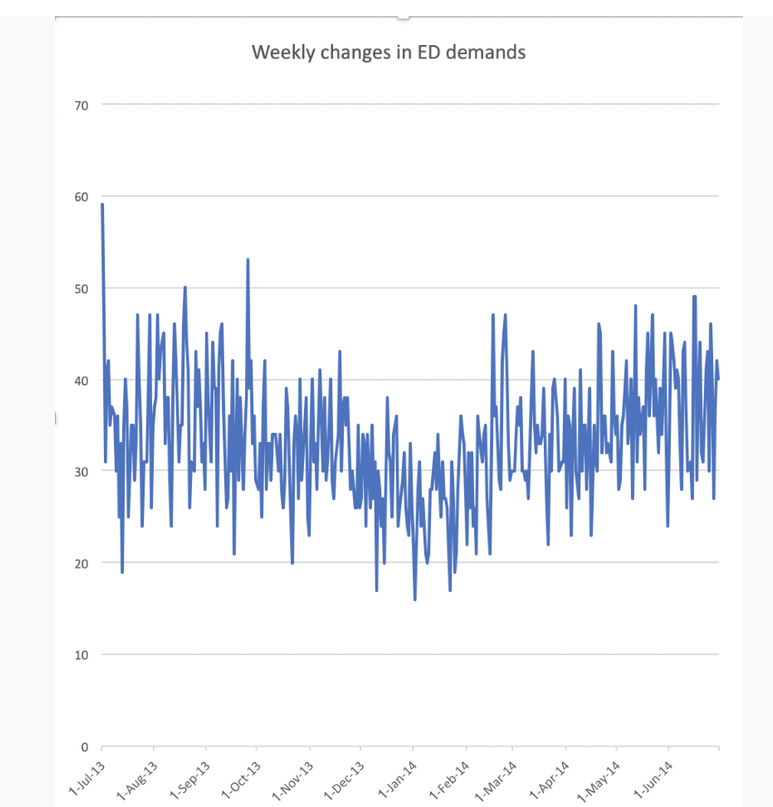 Weekly changes in ED demands
70
60
50
40
30
20
10
0
1-Jul-13
1-Aug-13
1-Sep-13
1-Oct-13
1-Nov-13
1-Dec-13
1-Jan-14
1-Feb-14
1-Mar-14
1-Apr-14
1-May-14
1-Jun-14